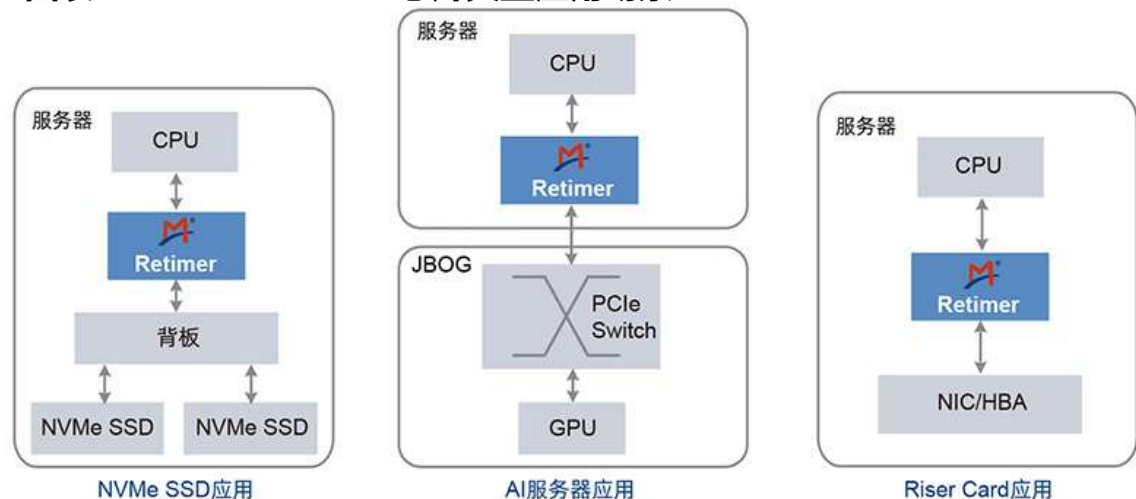 服务器
CPU
Retimer
背板
NVMe SSD
NVMe SSD
NVMe SSD应用
服务器
CPU
Retimer
JBOG
PCIe
Switch
GPU
AI服务器应用
服务器
CPU
Retimer
NIC/HBA
Riser Card应用